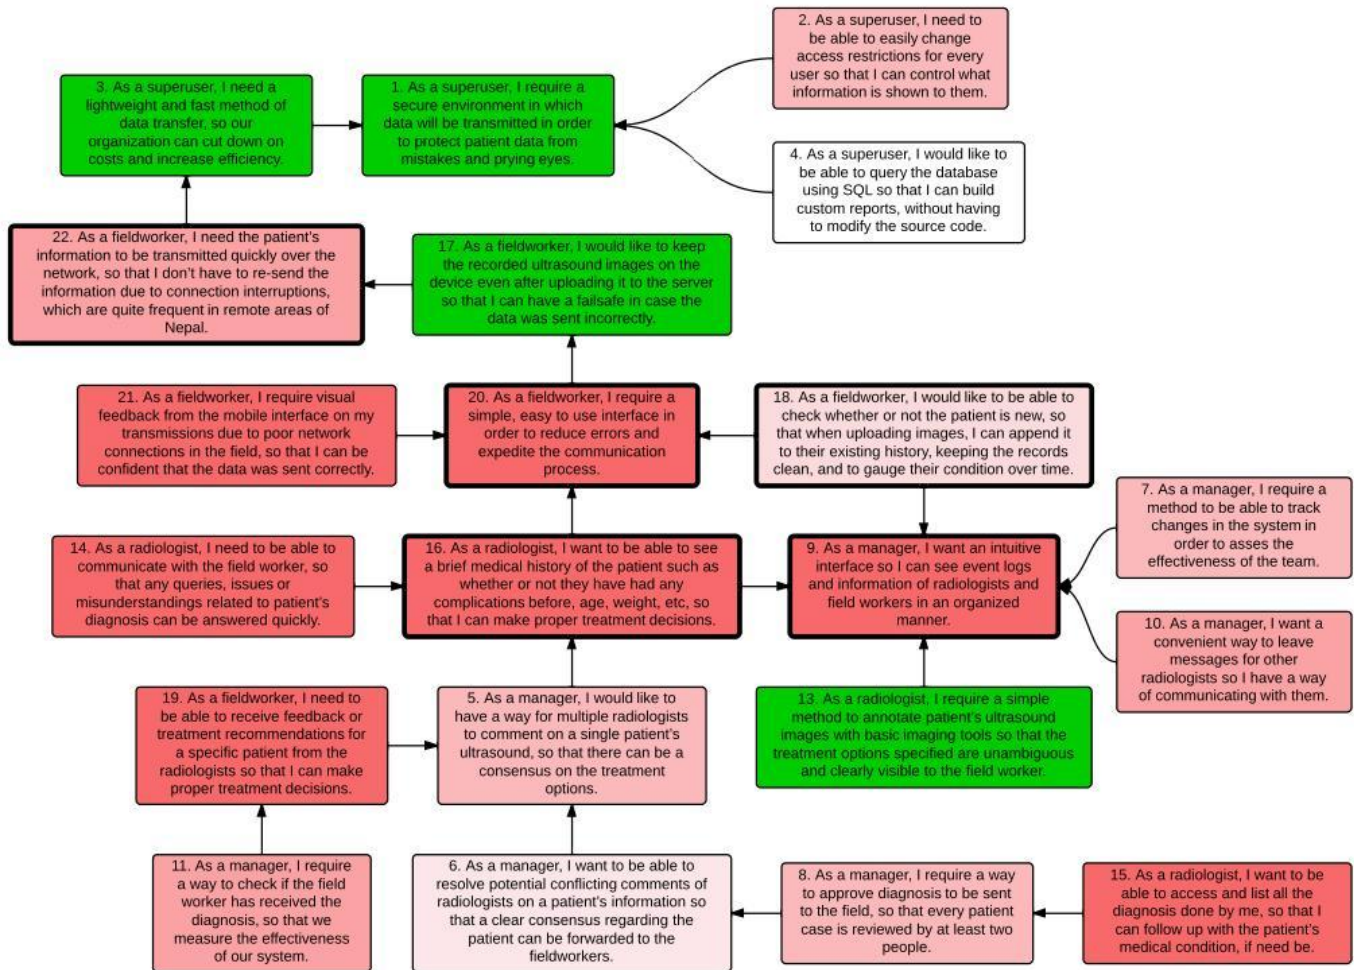 2. As a superuser, I need to
be able to easily change
access restrictions for every
user so that I can control what
information is shown to them.
3. As a superuser, I need a
lightweight and fast method of
data transfer, so our
organization can cut down on
costs and increase efficiency.
1. As a superuser, I require a
secure environment in which
data will be transmitted in order
to protect patient data from
mistakes and prying eyes.
4. As a superuser, I would like to
be able to query the database
using SQL so that I can build
custom reports, without having
to modify the source code.
22. As a fieldworker, I need the patient's
information to be transmitted quickly over the
network, so that I don't have to re-send the
information due to connection interruptions,
which are quite frequent in remote areas of
Nepal.
17. As a fieldworker, I would like to keep
the recorded ultrasound images on the
device even after uploading it to the server
so that I can have a failsafe in case the
data was sent incorrectly.
21. As a fieldworker, I require visual
feedback from the mobile interface on my
transmissions due to poor network
connections in the field, so that I can be
confident that the data was sent correctly.
20. As a fieldworker, I require a
simple, easy to use interface in
order to reduce errors and
expedite the communication
process.
18. As a fieldworker, I would like to be able to
check whether or not the patient is new, so
that when uploading images, I can append it
to their existing history, keeping the records
clean, and to gauge their condition over time.
7. As a manager, I require a
method to be able to track
changes in the system in
order to asses the
effectiveness of the team.
14. As a radiologist, I need to be able to
communicate with the field worker, so
that any queries, issues or
misunderstandings related to patient's
diagnosis can be answered quickly.
16. As a radiologist, I want to be able to see
a brief medical history of the patient such as
whether or not they have had any
complications before, age, weight, etc, so
that I can make proper treatment decisions.
9. As a manager, I want an intuitive
interface so I can see event logs
and information of radiologists and
field workers in an organized
manner.
10. As a manager, I want a
convenient way to leave
messages for other
radiologists so I have a way
of communicating with them.
19. As a fieldworker, I need to
be able to receive feedback or
treatment recommendations for
a specific patient from the
radiologists so that I can make
proper treatment decisions.
5. As a manager, I would like to
have a way for multiple radiologists
to comment on a single patient's
ultrasound, so that there can be a
consensus on the treatment
options.
13. As a radiologist, I require a simple
method to annotate patient's ultrasound
images with basic imaging tools so that the
treatment options specified are unambiguous
and clearly visible to the field worker.
11. As a manager, I require
a way to check if the field
worker has received the
diagnosis, so that we
measure the effectiveness
of our system.
6. As a manager, I want to be able to
resolve potential conflicting comments of
radiologists on a patient's information so
that a clear consensus regarding the
patient can be forwarded to the
fieldworkers.
8. As a manager, I require a way
to approve diagnosis to be sent
to the field, so that every patient
case is reviewed by at least two
people.
15. As a radiologist, I want to be
able to access and list all the
diagnosis done by me, so that I
can follow up with the patient's
medical condition, if need be.